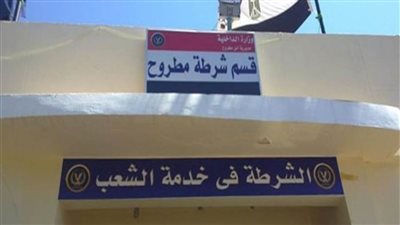 وزارة الداخلية
مديرية أمن مطروح
قسم شرطة مطروح
الشرطة فى خدمة الشعب